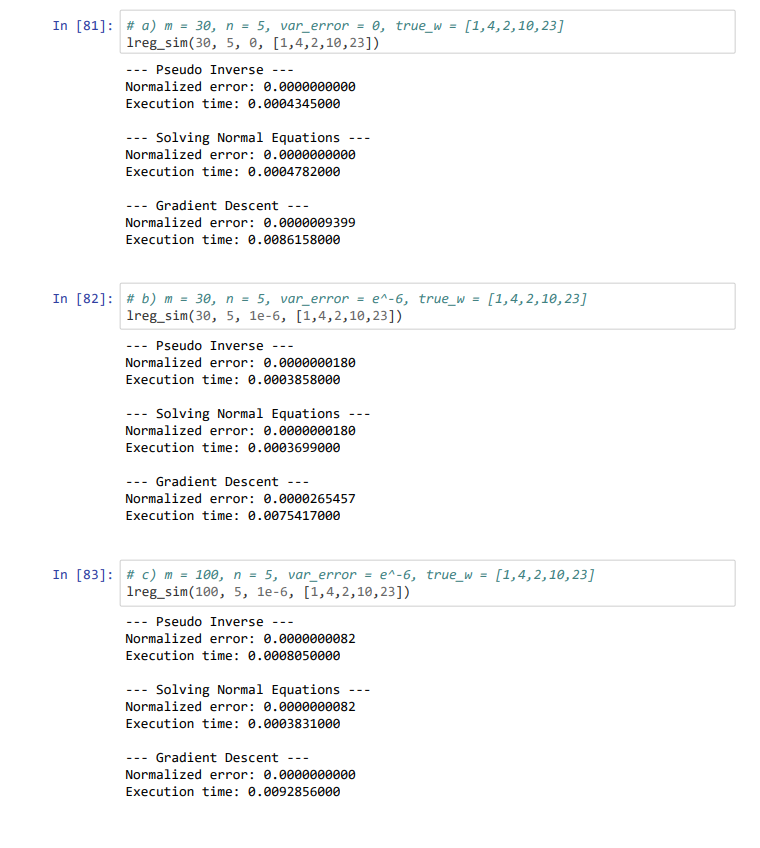 In [81]: # a) m = 30, n = 5, var_error = 0, true_w = [1,4,2,10,23]
lreg_sim(30, 5, 0, [1,4,2,10,23])
--- Pseudo Inverse ---
Normalized error: 0.0000000000
Execution time: 0.0004345000
--- Solving Normal Equations ---
Normalized error: 0.0000000000
Execution time: 0.0004782000
--- Gradient Descent ---
Normalized error: 0.0000009399
Execution time: 0.0086158000
In [82]: # b) m = 30, n = 5, var_error = e^-6, true_w = [1,4,2,10,23]
lreg_sim(30, 5, 1e-6, [1,4,2,10,23])
--- Pseudo Inverse ---
Normalized error: 0.0000000180
Execution time: 0.0003858000
--- Solving Normal Equations ---
Normalized error: 0.0000000180
Execution time: 0.0003699000
--- Gradient Descent ---
Normalized error: 0.0000265457
Execution time: 0.0075417000
In [83]: # c) m = 100, n = 5, var_error = e^-6, true_w = [1,4,2,10,23]
lreg_sim(100, 5, 1e-6, [1,4,2,10,23])
--- Pseudo Inverse ---
Normalized error: 0.0000000082
Execution time: 0.0008050000
--- Solving Normal Equations ---
Normalized error: 0.0000000082
Execution time: 0.0003831000
--- Gradient Descent ---
Normalized error: 0.0000000000
Execution time: 0.0092856000